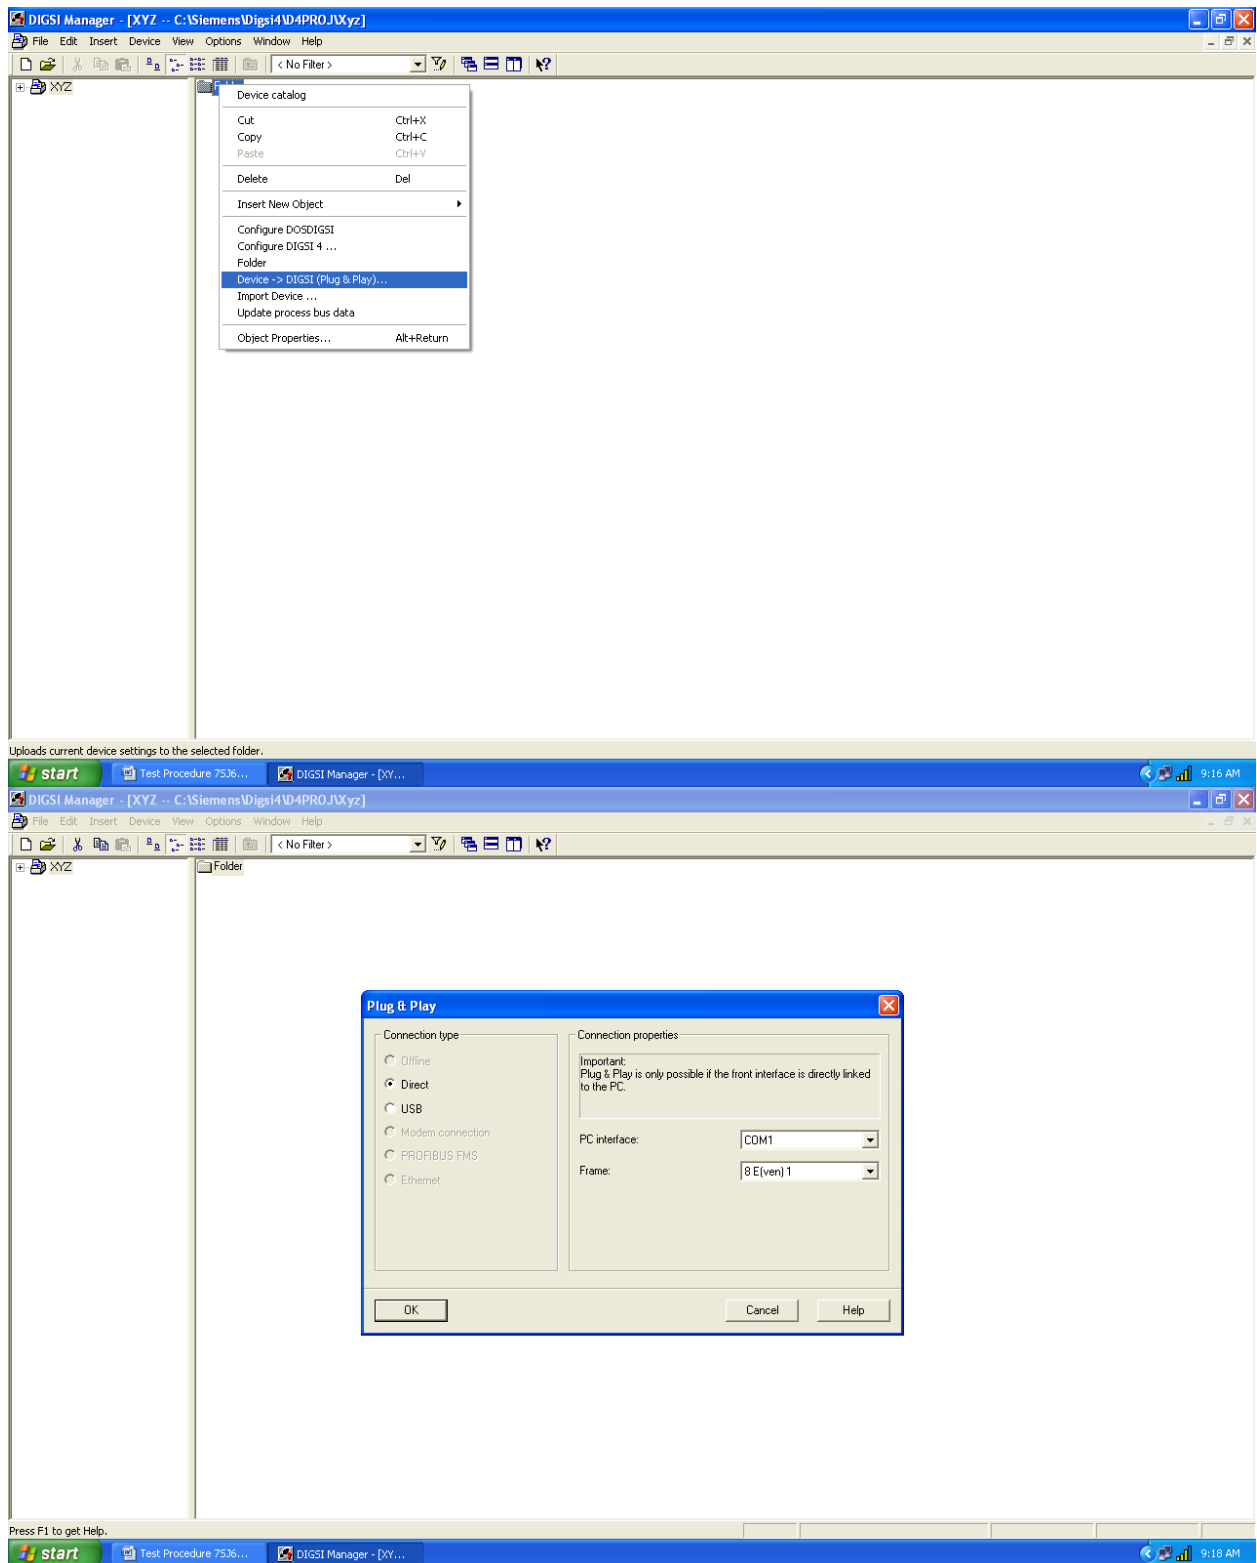 DIGSI Manager - [XYZ -- C:\Siemens\Digsi4\D4PROJ\Xyz]
File Edit Insert Device View Options Window Help
< No Filter >
XYZ
Device catalog
Cut Ctrl+X
Copy Ctrl+C
Paste Ctrl+V
Delete Del
Insert New Object
Configure DOSDIGSI
Configure DIGSI 4 ...
Folder
Device -> DIGSI (Plug & Play)...
Import Device ...
Update process bus data
Object Properties... Alt+Return
Uploads current device settings to the selected folder.
start Test Procedure 7SJ6... DIGSI Manager - [XY... 9:16 AM
DIGSI Manager - [XYZ -- C:\Siemens\Digsi4\D4PROJ\Xyz]
File Edit Insert Device View Options Window Help
< No Filter >
XYZ Folder
Plug & Play
Connection type
Offline
Direct
USB
Modem connection
PROFIBUS FMS
Ethernet
Connection properties
Important:
Plug & Play is only possible if the front interface is directly linked
to the PC.
PC interface: COM1
Frame: 8 E(ven) 1
OK Cancel Help
Press F1 to get Help.
start Test Procedure 7SJ6... DIGSI Manager - [XY... 9:18 AM